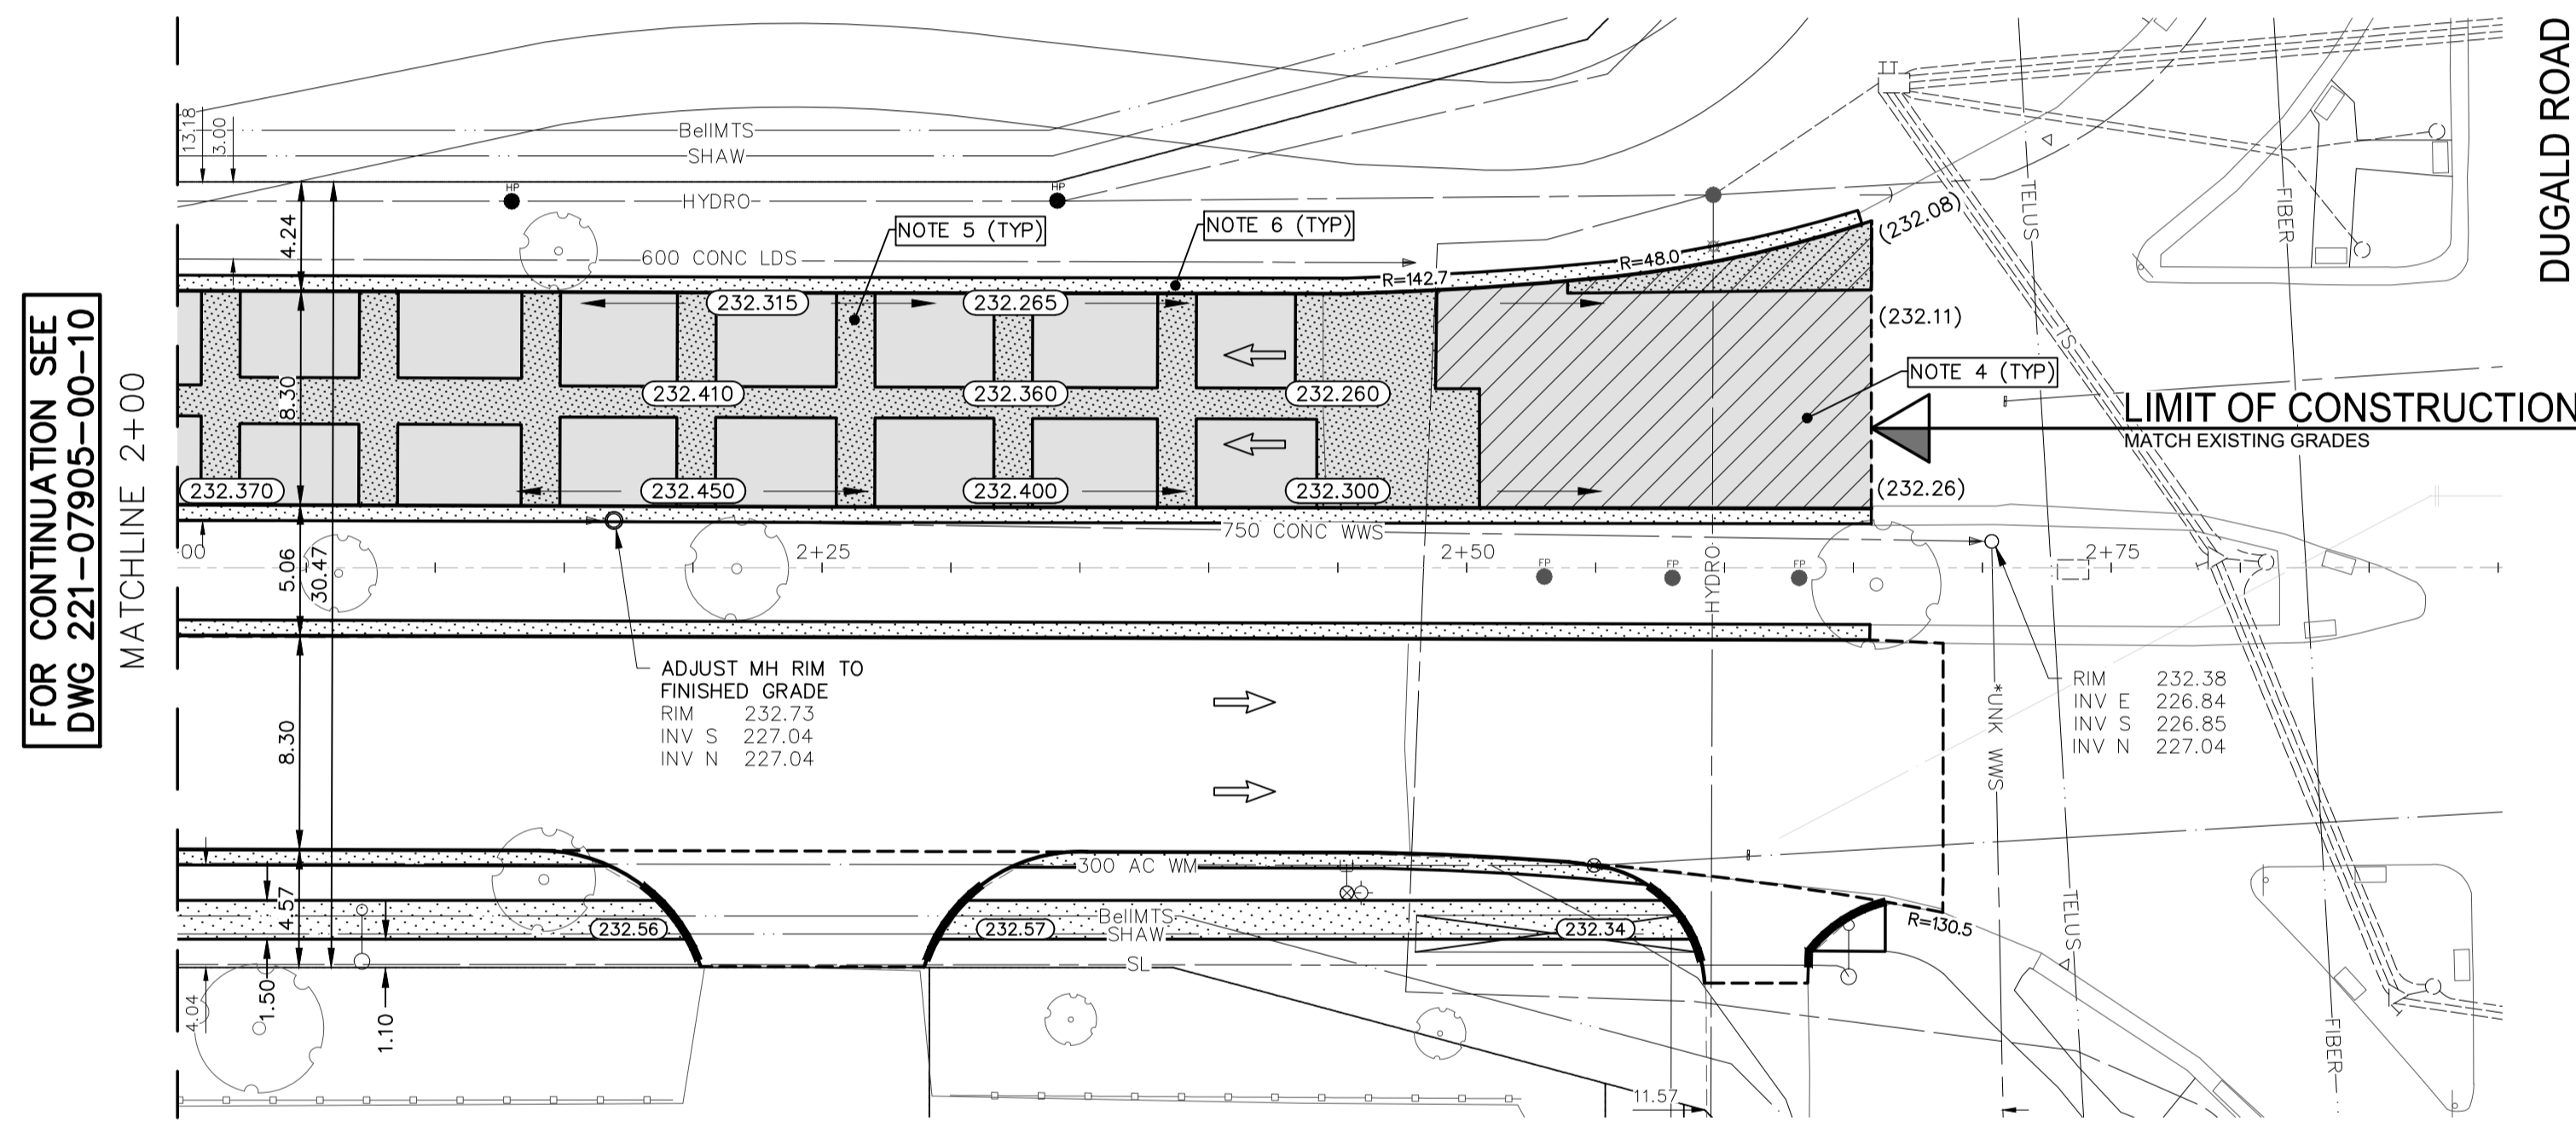 FOR CONTINUATION SEE
DWG 221-07905-00-10
MATCHLINE 2+00
13.18
3.00
BellMTS
SHAW
HP
HP
HYDRO
4.24
600 CONC LDS
NOTE 5 (TYP)
NOTE 6 (TYP)
R=142.7
R=48.0
(232.08)
TELUS
FIBER
DUGALD ROAD
232.315
232.265
(232.11)
TS
8.30
232.410
232.360
232.260
NOTE 4 (TYP)
LIMIT OF CONSTRUCTION
MATCH EXISTING GRADES
232.370
232.450
232.400
232.300
(232.26)
750 CONC WWS
00
2+25
2+50
2+75
5.06
30.47
FP
FP
FP
HYDRO
ADJUST MH RIM TO
FINISHED GRADE
RIM 232.73
INV S 227.04
INV N 227.04
RIM 232.38
INV E 226.84
INV S 226.85
INV N 227.04
*UNK WWS
8.30
300 AC WM
4.57
232.56
BellMTS
232.57
SHAW
232.34
R=130.5
TELUS
SL
4.04
1.50
1.10
FIBER
11.57